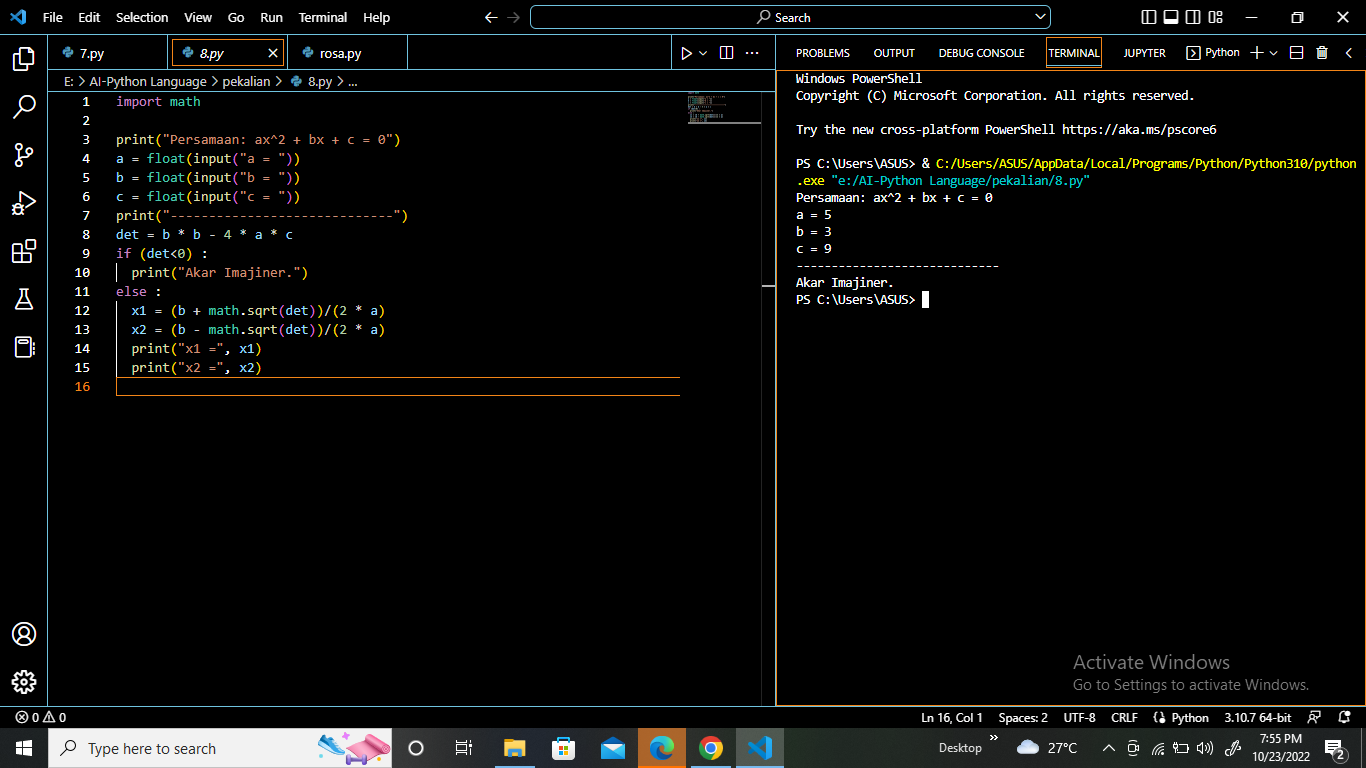 File Edit Selection View Go Run Terminal Help
Search
7.py
8.py
rosa.py
E: > AI-Python Language > pekalian > 8.py > ...
1 import math
2
3 print("Persamaan: ax^2 + bx + c = 0")
4 a = float(input("a = "))
5 b = float(input("b = "))
6 c = float(input("c = "))
7 print("-----------------------------")
8 det = b * b - 4 * a * c
9 if (det<0) :
10 print("Akar Imajiner.")
11 else :
12 x1 = (b + math.sqrt(det))/(2 * a)
13 x2 = (b - math.sqrt(det))/(2 * a)
14 print("x1 =", x1)
15 print("x2 =", x2)
16
PROBLEMS OUTPUT DEBUG CONSOLE TERMINAL JUPYTER Python
Windows PowerShell
Copyright (C) Microsoft Corporation. All rights reserved.
Try the new cross-platform PowerShell https://aka.ms/pscore6
PS C:\Users\ASUS> & C:/Users/ASUS/AppData/Local/Programs/Python/Python310/python
.exe "e:/AI-Python Language/pekalian/8.py"
Persamaan: ax^2 + bx + c = 0
a = 5
b = 3
c = 9
-----------------------------
Akar Imajiner.
PS C:\Users\ASUS>
Activate Windows
Go to Settings to activate Windows.
0 0
Ln 16, Col 1 Spaces: 2 UTF-8 CRLF Python 3.10.7 64-bit
Type here to search
Desktop
27°C
7:55 PM
10/23/2022
2